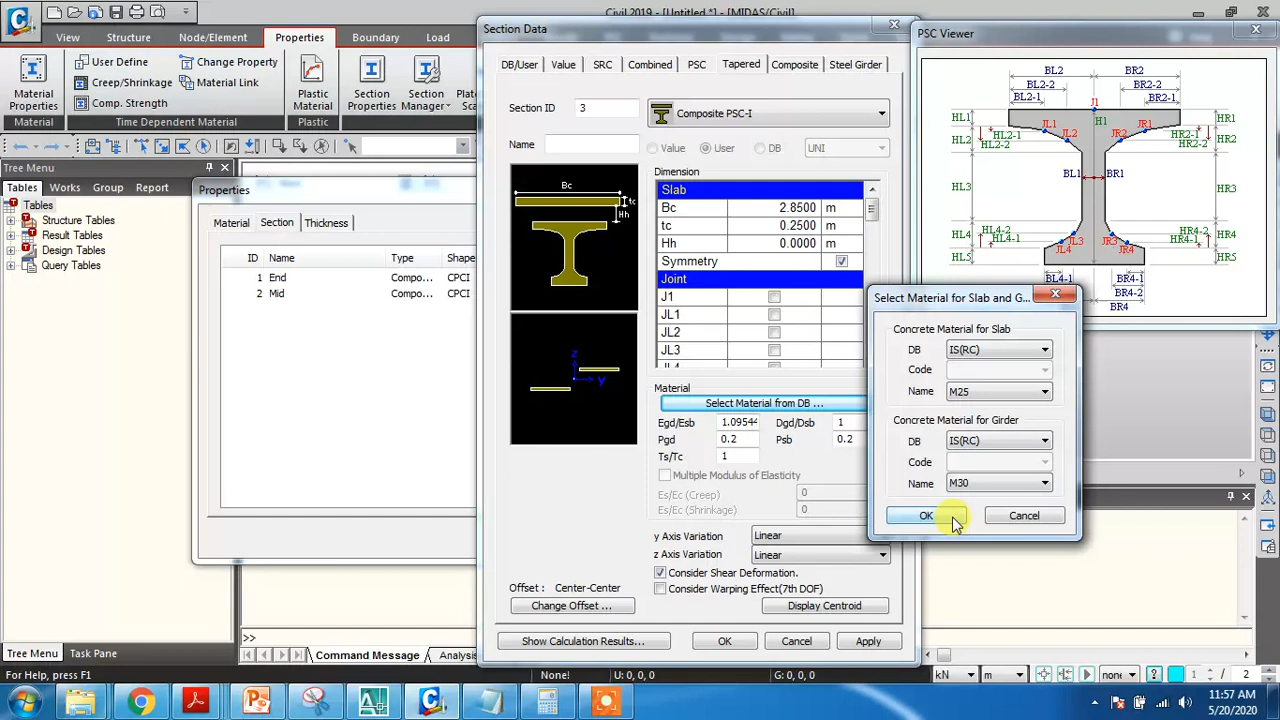 Civil 2019 - [Untitled *] - [MIDAS/Civil]
View
Structure
Node/Element
Properties
Boundary
Load
Material Properties
User Define
Creep/Shrinkage
Comp. Strength
Change Property
Material Link
Plastic Material
Section Properties
Section Manager
Material
Time Dependent Material
Plastic
Tree Menu
Tables
Works
Group
Report
Tables
Structure Tables
Result Tables
Design Tables
Query Tables
Properties
Material
Section
Thickness
ID Name Type Shape
1 End Compo... CPCI
2 Mid Compo... CPCI
Section Data
DB/User
Value
SRC
Combined
PSC
Tapered
Composite
Steel Girder
Section ID 3
Composite PSC-I
Name
Value
User
DB
UNI
Bc
tc
Hh
z
y
Dimension
Slab
Bc 2.8500 m
tc 0.2500 m
Hh 0.0000 m
Symmetry
Joint
J1
JL1
JL2
JL3
JL4
Material
Select Material from DB ...
Egd/Esb 1.09544
Dgd/Dsb 1
Pgd 0.2
Psb 0.2
Ts/Tc 1
Multiple Modulus of Elasticity
Es/Ec (Creep) 0
Es/Ec (Shrinkage) 0
y Axis Variation Linear
z Axis Variation Linear
Consider Shear Deformation.
Consider Warping Effect(7th DOF)
Offset : Center-Center
Change Offset ...
Display Centroid
Show Calculation Results...
OK
Cancel
Apply
PSC Viewer
BL2 BR2
BL2-2 BR2-2
BL2-1 BR2-1
J1
H1
HL1 HR1
JL1 JR1
HL2-1 HR2-1
HL2 HR2
HL2-2 HR2-2
JL2 JR2
BL1 BR1
HL3 HR3
HL4-2 HR4-2
HL4 HR4
HL4-1 HR4-1
JL3 JR3
JL4 JR4
HL5 HR5
BL4-1 BR4-1
BR4-2
BR4
Select Material for Slab and G...
Concrete Material for Slab
DB IS(RC)
Code
Name M25
Concrete Material for Girder
DB IS(RC)
Code
Name M30
OK
Cancel
>>
Tree Menu
Task Pane
Command Message
For Help, press F1
None!
U: 0, 0, 0
G: 0, 0, 0
kN
m
1 / 2
11:57 AM
5/20/2020